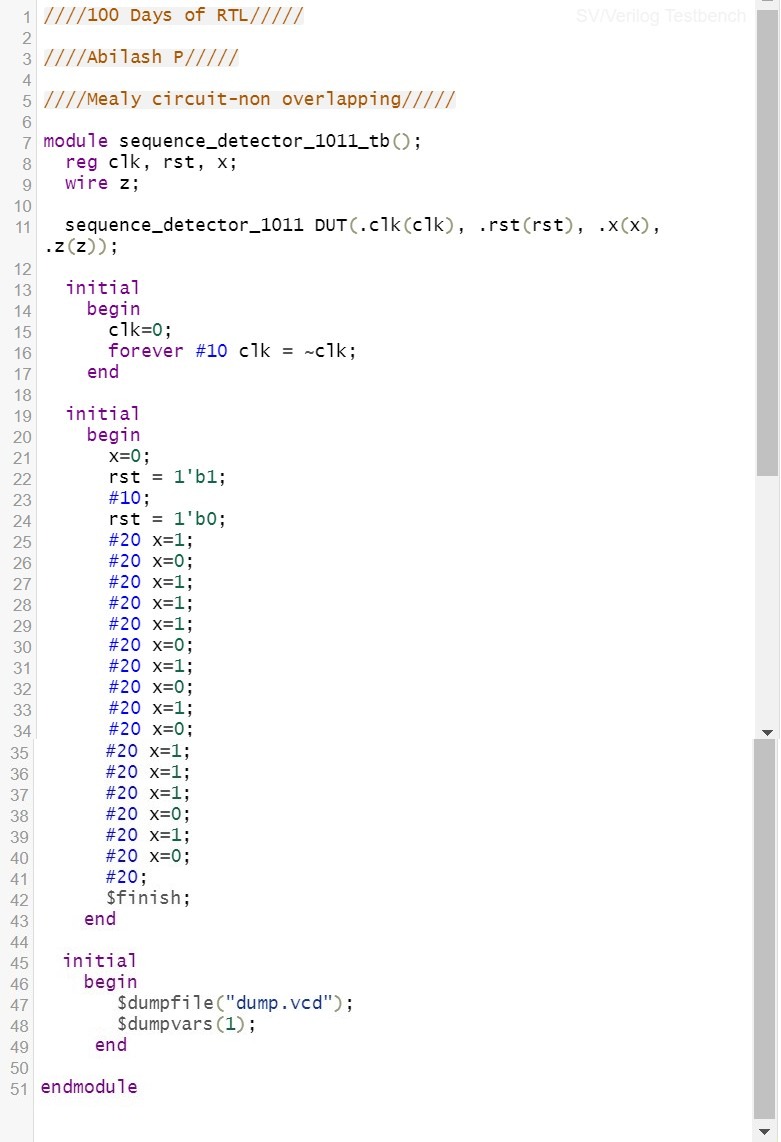 SV/Verilog Testbench
1 ////100 Days of RTL/////
2
3 ////Abilash P/////
4
5 ////Mealy circuit-non overlapping/////
6
7 module sequence_detector_1011_tb();
8   reg clk, rst, x;
9   wire z;
10
11   sequence_detector_1011 DUT(.clk(clk), .rst(rst), .x(x),
.z(z));
12
13   initial
14     begin
15       clk=0;
16       forever #10 clk = ~clk;
17     end
18
19   initial
20     begin
21       x=0;
22       rst = 1'b1;
23       #10;
24       rst = 1'b0;
25       #20 x=1;
26       #20 x=0;
27       #20 x=1;
28       #20 x=1;
29       #20 x=1;
30       #20 x=0;
31       #20 x=1;
32       #20 x=0;
33       #20 x=1;
34       #20 x=0;
35       #20 x=1;
36       #20 x=1;
37       #20 x=1;
38       #20 x=0;
39       #20 x=1;
40       #20 x=0;
41       #20;
42       $finish;
43     end
44
45   initial
46     begin
47        $dumpfile("dump.vcd");
48        $dumpvars(1);
49      end
50
51 endmodule